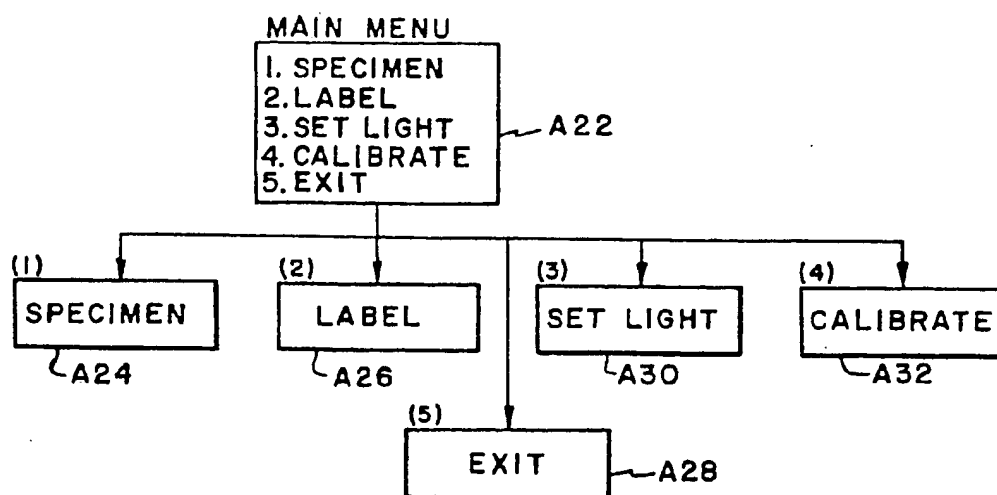 MAIN MENU
1. SPECIMEN
2. LABEL
3. SET LIGHT
4. CALIBRATE
5. EXIT
A22
(1)
SPECIMEN
A24
(2)
LABEL
A26
(3)
SET LIGHT
A30
(4)
CALIBRATE
A32
(5)
EXIT
A28